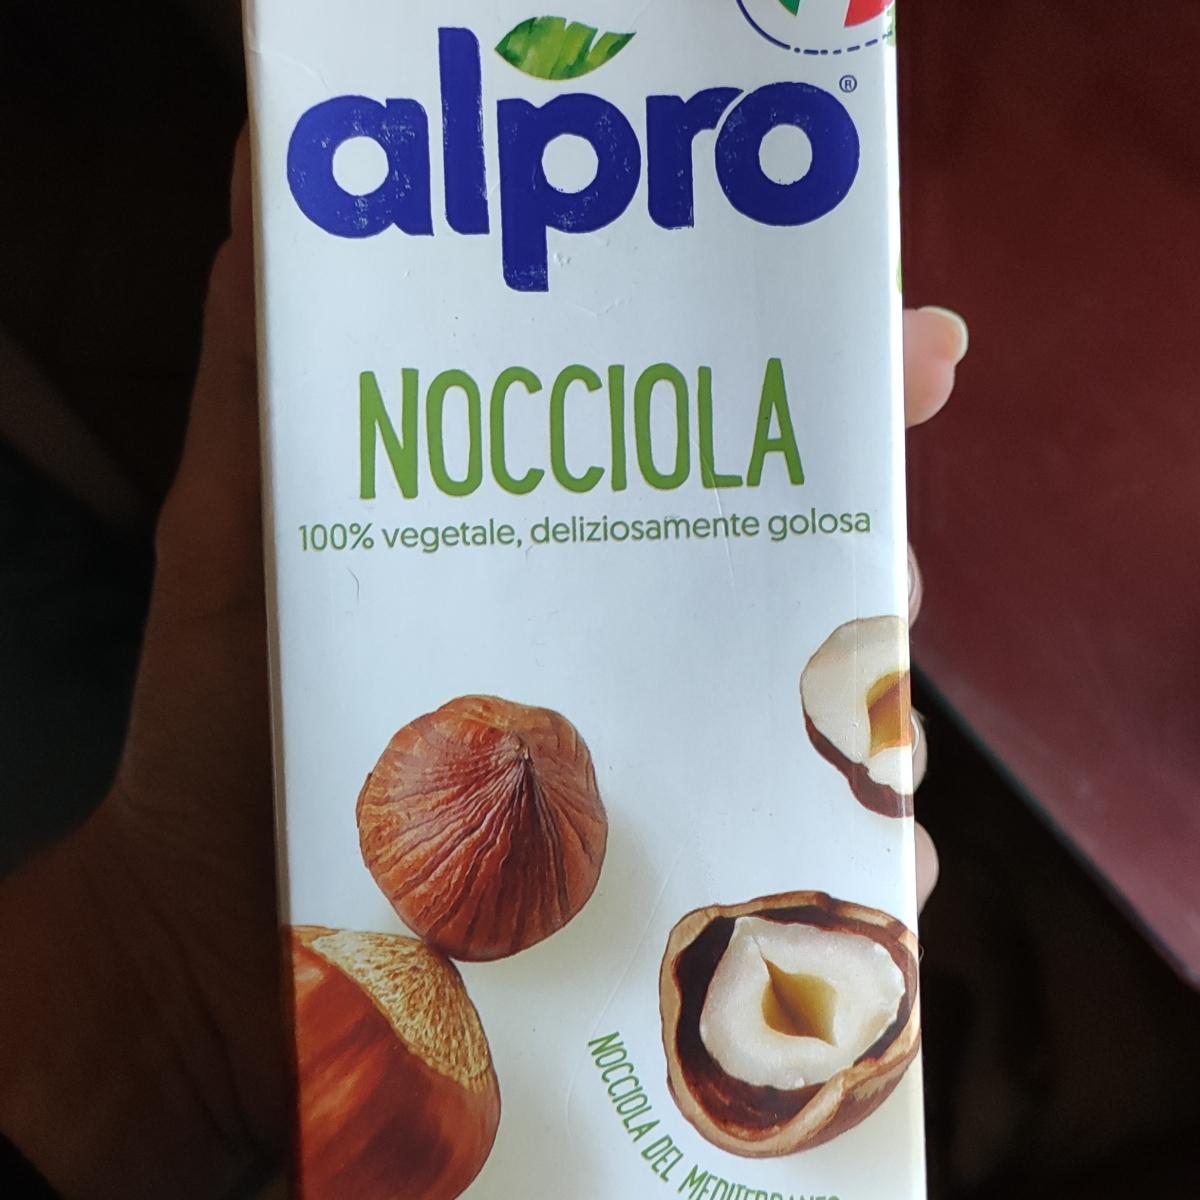 alpro®
NOCCIOLA
100% vegetale, deliziosamente golosa
NOCCIOLA DEL